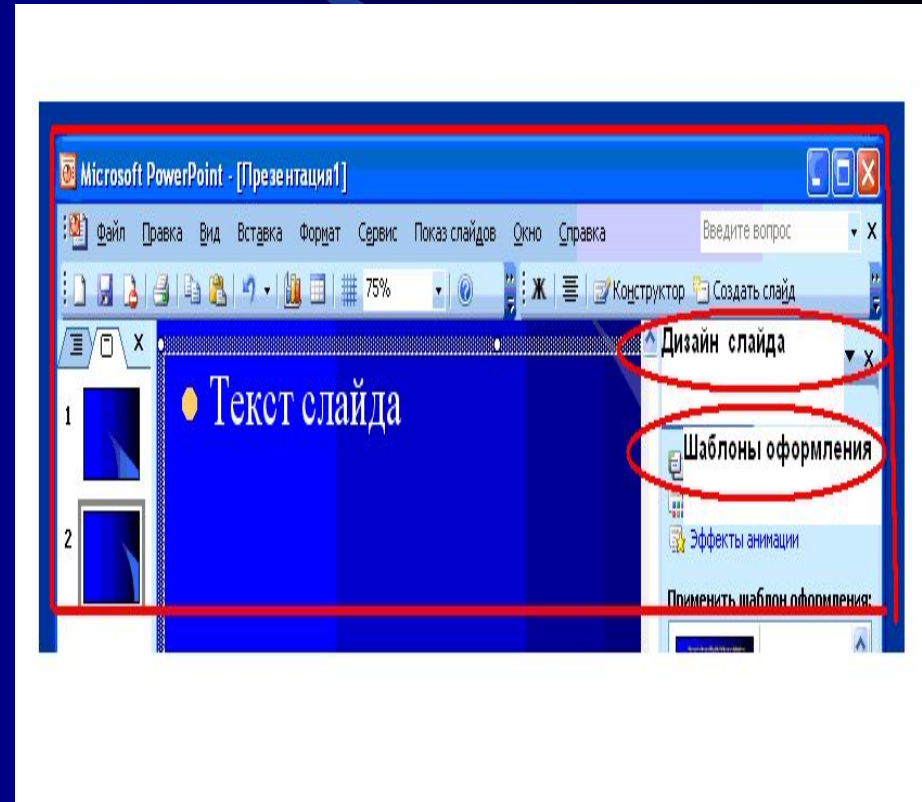 Microsoft PowerPoint - [Презентация1]
Файл Правка Вид Вставка Формат Сервис Показ слайдов Окно Справка Введите вопрос
75% Ж Конструктор Создать слайд
Дизайн слайда
1
Текст слайда
Шаблоны оформления
2
Эффекты анимации
Применить шаблон оформления: